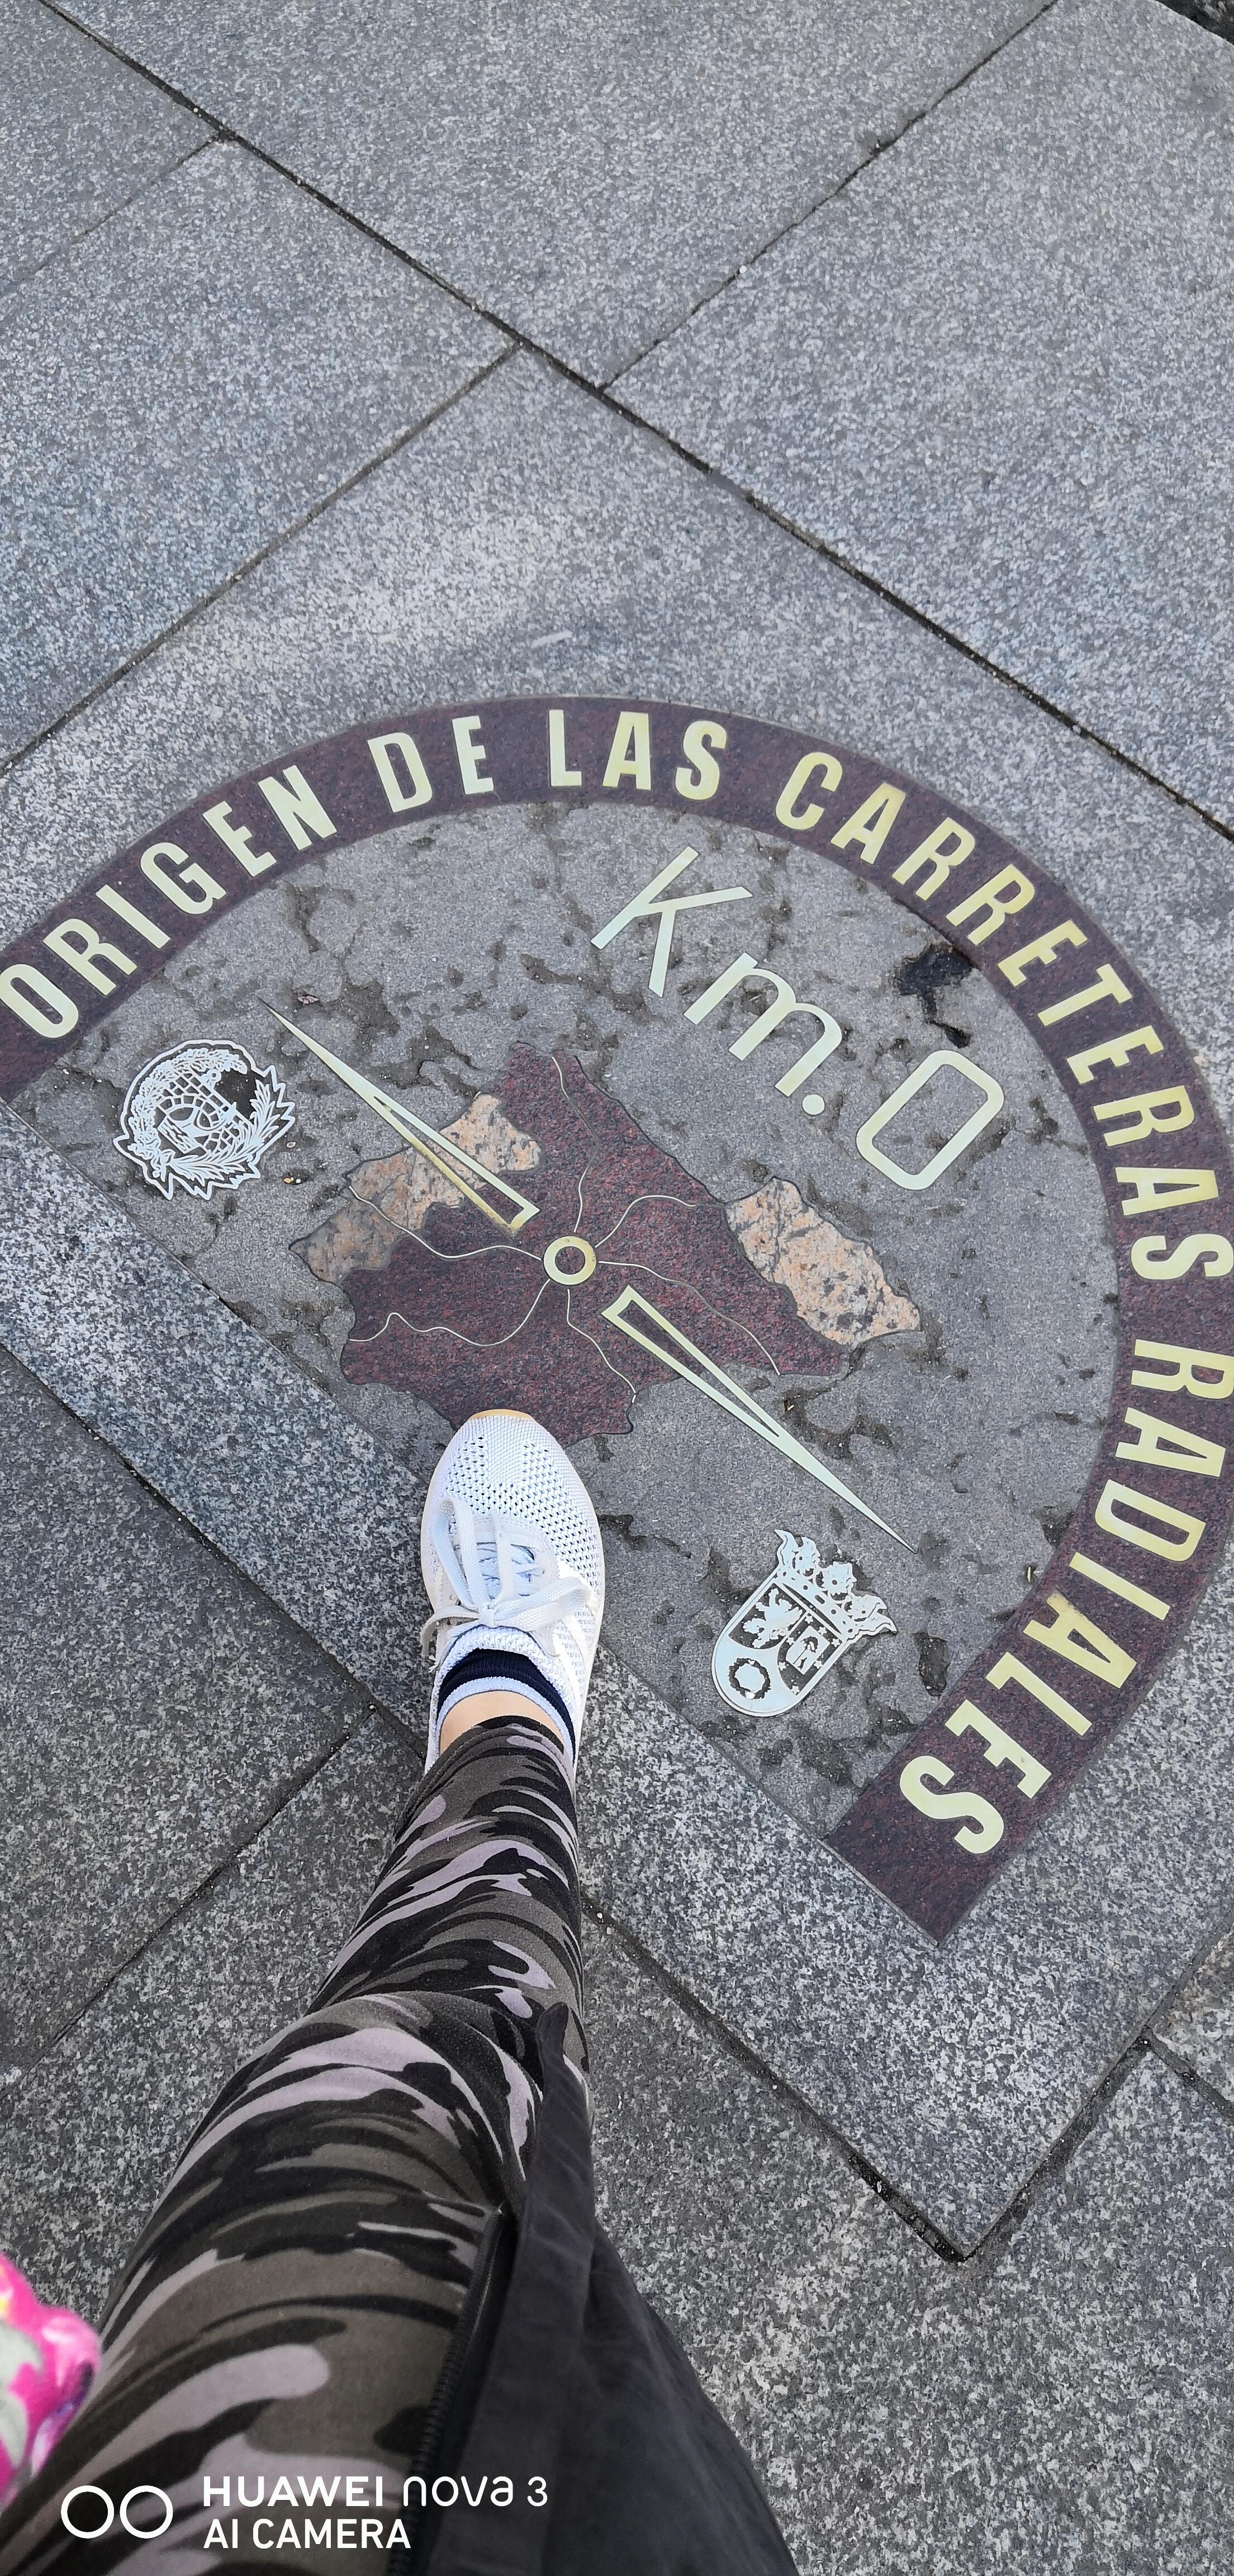 ORIGEN DE LAS CARRETERAS RADIALES
Km.0
HUAWEI nova 3
AI CAMERA